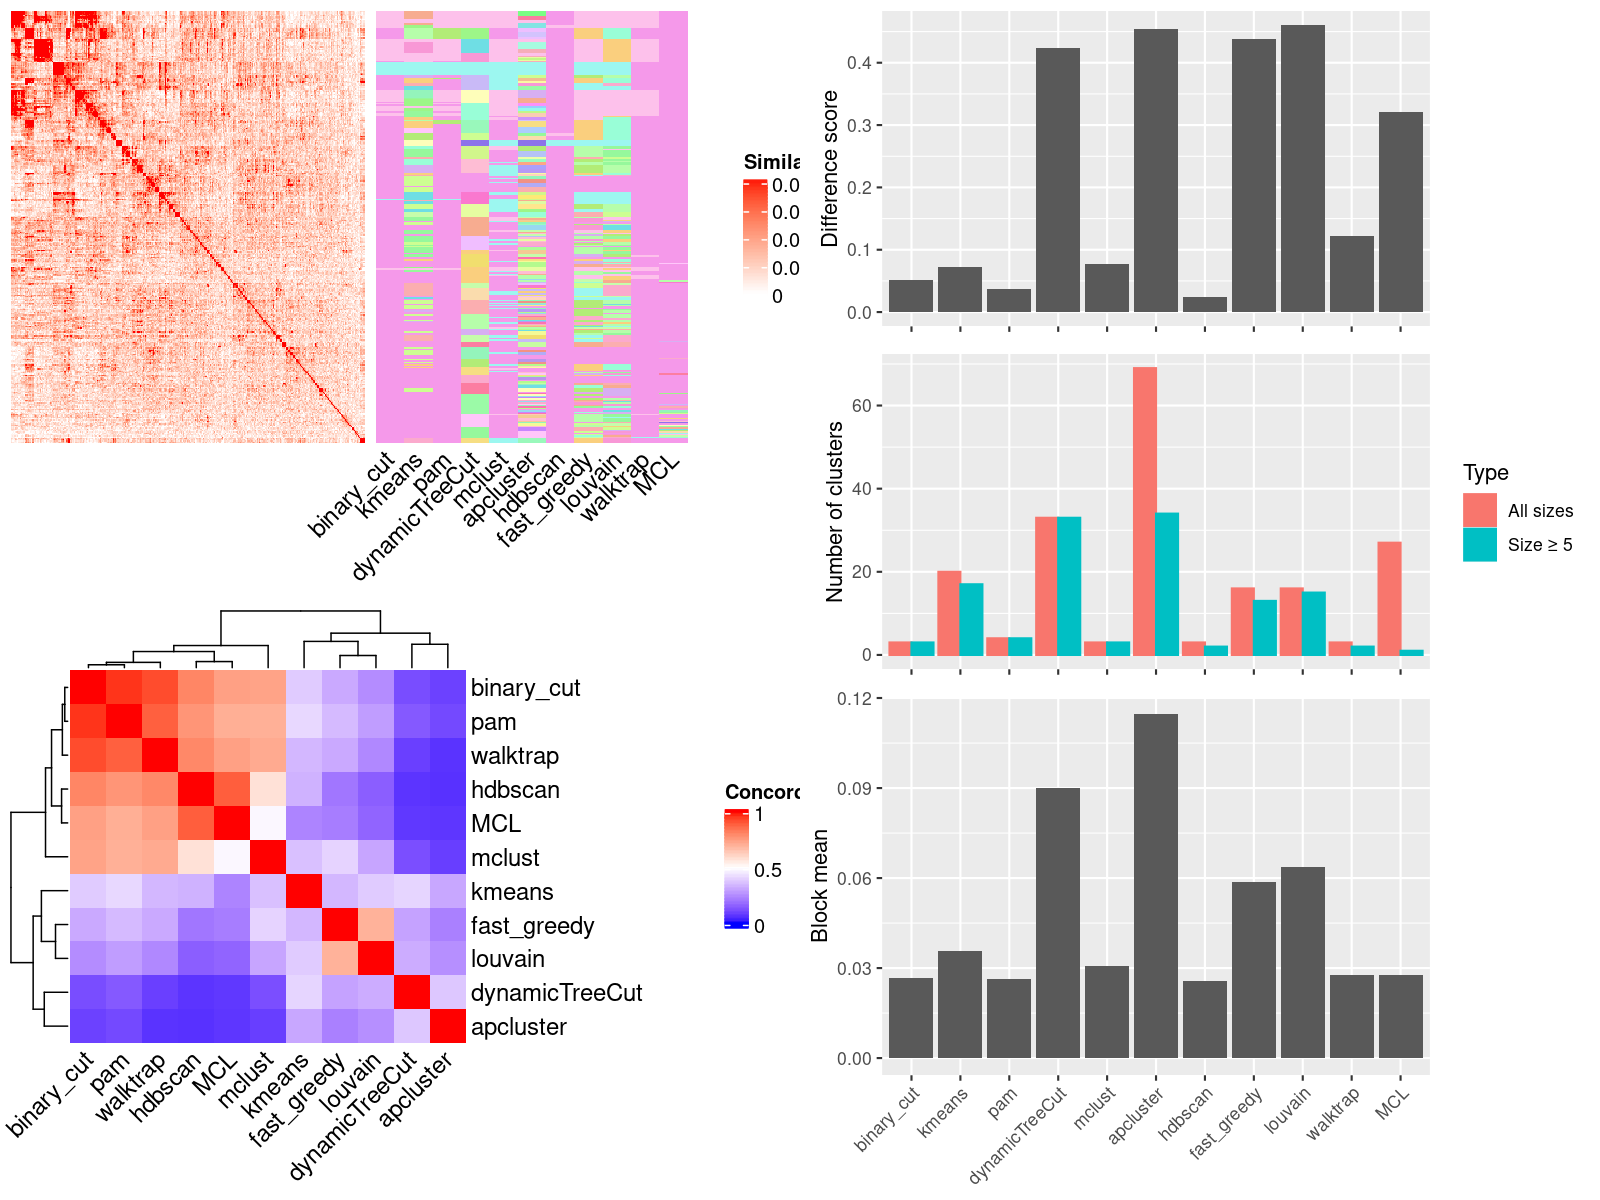 Simila
0.0
0.0
0.0
0.0
0
binary_cut
kmeans
pam
dynamicTreeCut
mclust
apcluster
hdbscan
fast_greedy
louvain
walktrap
MCL
binary_cut
pam
walktrap
hdbscan
MCL
mclust
kmeans
fast_greedy
louvain
dynamicTreeCut
apcluster
binary_cut
pam
walktrap
hdbscan
MCL
mclust
kmeans
fast_greedy
louvain
dynamicTreeCut
apcluster
Concor
1
0.5
0
Difference score
0.4
0.3
0.2
0.1
0.0
Number of clusters
60
40
20
0
Type
All sizes
Size ≥ 5
Block mean
0.12
0.09
0.06
0.03
0.00
binary_cut
kmeans
pam
dynamicTreeCut
mclust
apcluster
hdbscan
fast_greedy
louvain
walktrap
MCL